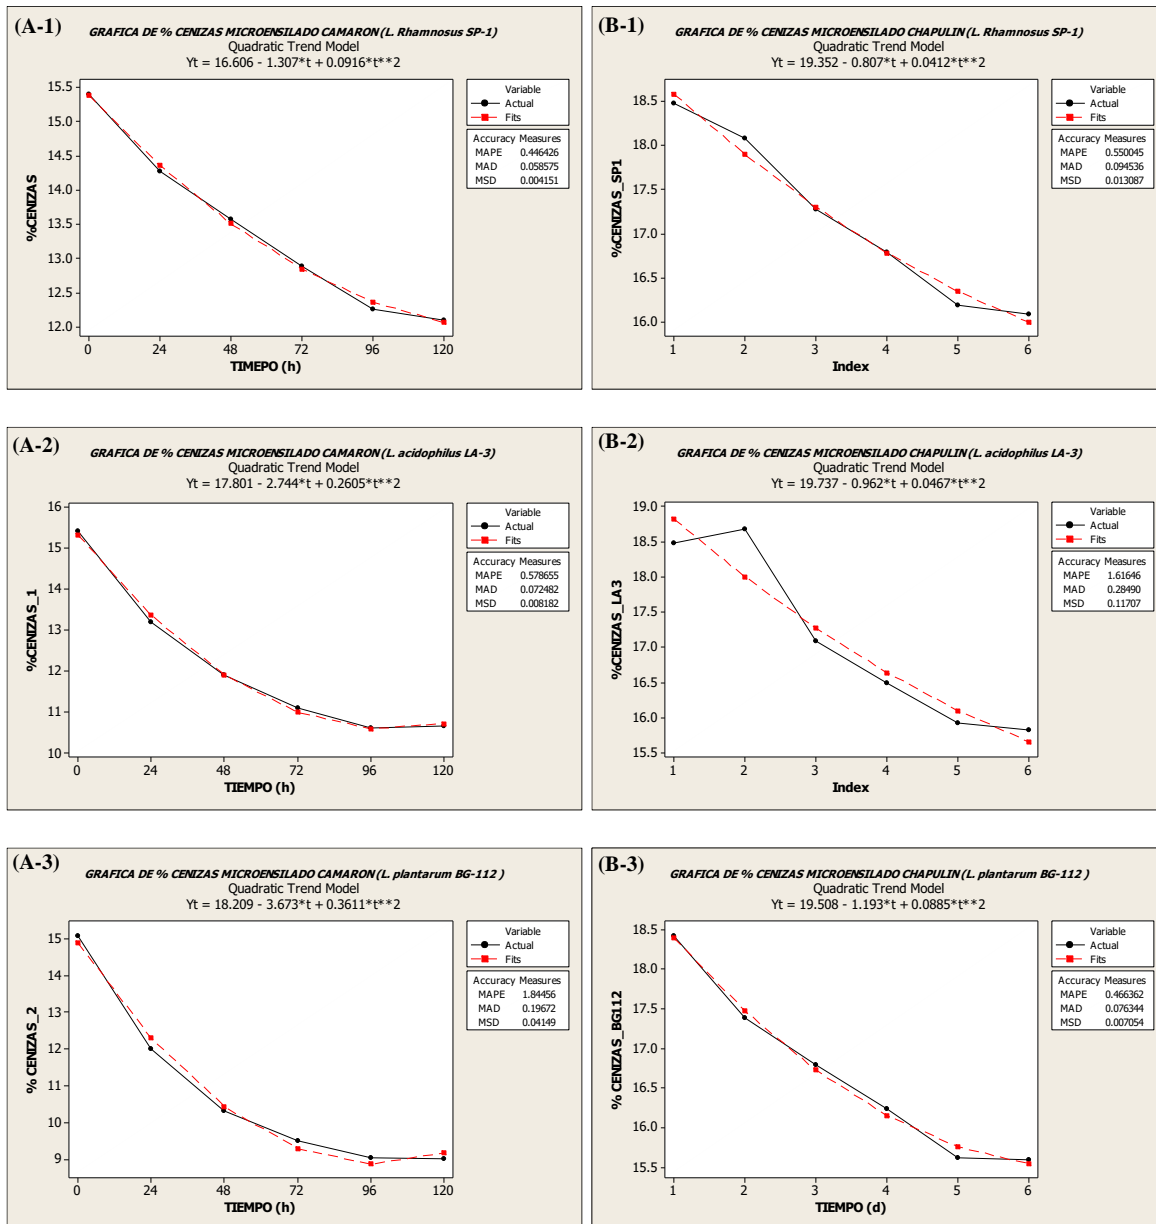 (A-1)
GRAFICA DE % CENIZAS MICROENSILADO CAMARON (L. Rhamnosus SP-1)
Quadratic Trend Model
Yt = 16.606 - 1.307*t + 0.0916*t**2
Variable
Actual
Fits
Accuracy Measures
MAPE 0.446426
MAD 0.058575
MSD 0.004151
%CENIZAS
15.5
15.0
14.5
14.0
13.5
13.0
12.5
12.0
0 24 48 72 96 120
TIMEPO (h)
(B-1)
GRAFICA DE % CENIZAS MICROENSILADO CHAPULIN (L. Rhamnosus SP-1)
Quadratic Trend Model
Yt = 19.352 - 0.807*t + 0.0412*t**2
Variable
Actual
Fits
Accuracy Measures
MAPE 0.550045
MAD 0.094536
MSD 0.013087
%CENIZAS_SP1
18.5
18.0
17.5
17.0
16.5
16.0
1 2 3 4 5 6
Index
(A-2)
GRAFICA DE % CENIZAS MICROENSILADO CAMARON (L. acidophilus LA-3)
Quadratic Trend Model
Yt = 17.801 - 2.744*t + 0.2605*t**2
Variable
Actual
Fits
Accuracy Measures
MAPE 0.578655
MAD 0.072482
MSD 0.008182
%CENIZAS_1
16
15
14
13
12
11
10
0 24 48 72 96 120
TIEMPO (h)
(B-2)
GRAFICA DE % CENIZAS MICROENSILADO CHAPULIN (L. acidophilus LA-3)
Quadratic Trend Model
Yt = 19.737 - 0.962*t + 0.0467*t**2
Variable
Actual
Fits
Accuracy Measures
MAPE 1.61646
MAD 0.28490
MSD 0.11707
%CENIZAS_LA3
19.0
18.5
18.0
17.5
17.0
16.5
16.0
15.5
1 2 3 4 5 6
Index
(A-3)
GRAFICA DE % CENIZAS MICROENSILADO CAMARON (L. plantarum BG-112 )
Quadratic Trend Model
Yt = 18.209 - 3.673*t + 0.3611*t**2
Variable
Actual
Fits
Accuracy Measures
MAPE 1.84456
MAD 0.19672
MSD 0.04149
% CENIZAS_2
15
14
13
12
11
10
9
0 24 48 72 96 120
TIEMPO (h)
(B-3)
GRAFICA DE % CENIZAS MICROENSILADO CHAPULIN (L. plantarum BG-112 )
Quadratic Trend Model
Yt = 19.508 - 1.193*t + 0.0885*t**2
Variable
Actual
Fits
Accuracy Measures
MAPE 0.466362
MAD 0.076344
MSD 0.007054
% CENIZAS_BG112
18.5
18.0
17.5
17.0
16.5
16.0
15.5
1 2 3 4 5 6
TIEMPO (d)